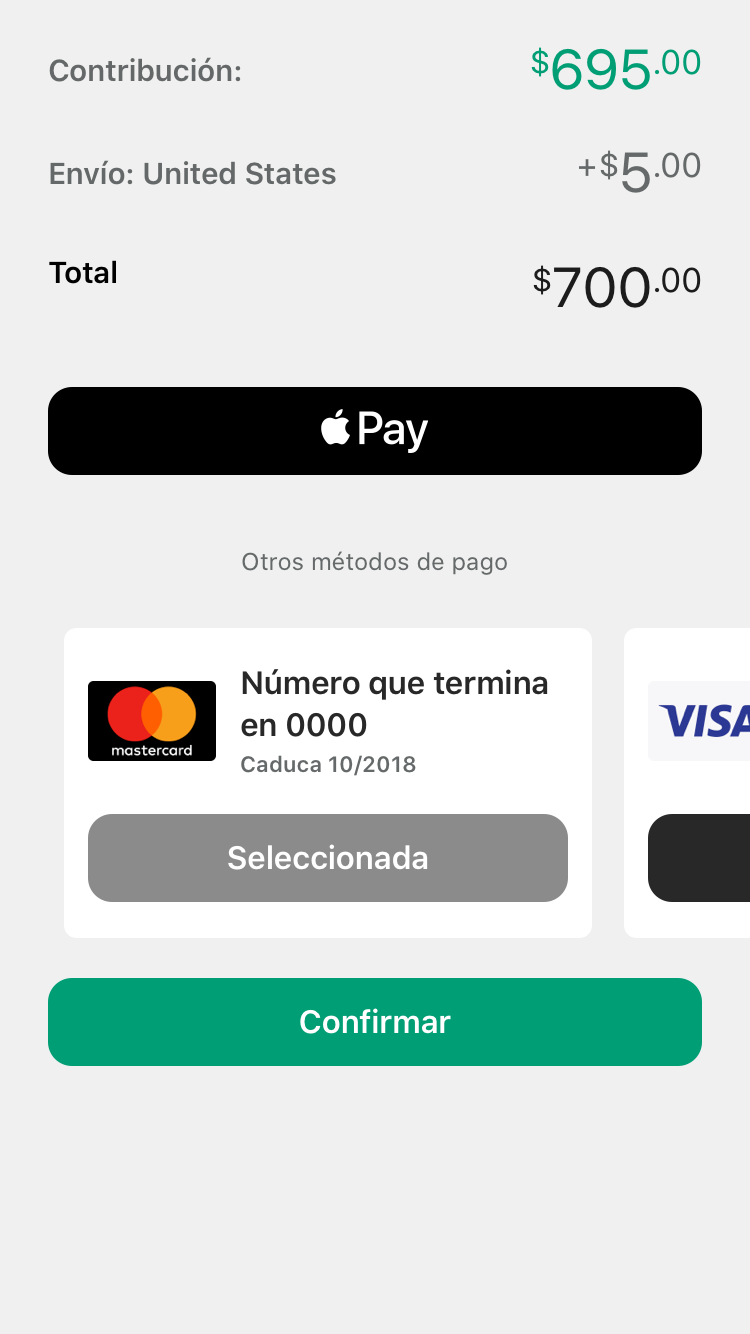 Contribución: $695.00
Envío: United States +$5.00
Total $700.00
Pay
Otros métodos de pago
Número que termina
en 0000
Caduca 10/2018
mastercard
VISA
Seleccionada
Confirmar